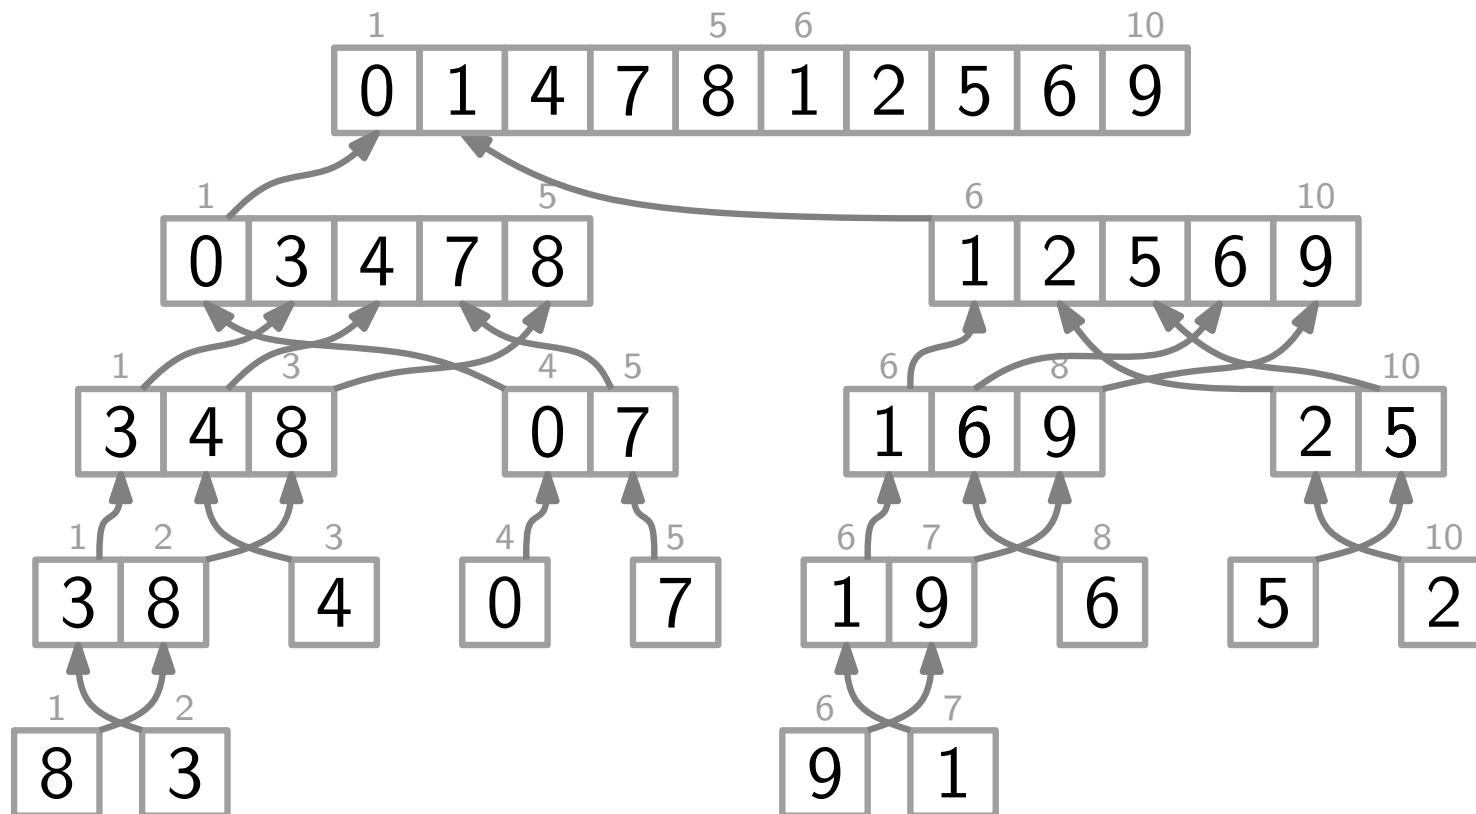 1 5 6 10
0 1 4 7 8 1 2 5 6 9
1 5 6 10
0 3 4 7 8 1 2 5 6 9
1 3 4 5 6 8 10
3 4 8 0 7 1 6 9 2 5
1 2 3 4 5 6 7 8 10
3 8 4 0 7 1 9 6 5 2
1 2 6 7
8 3 9 1